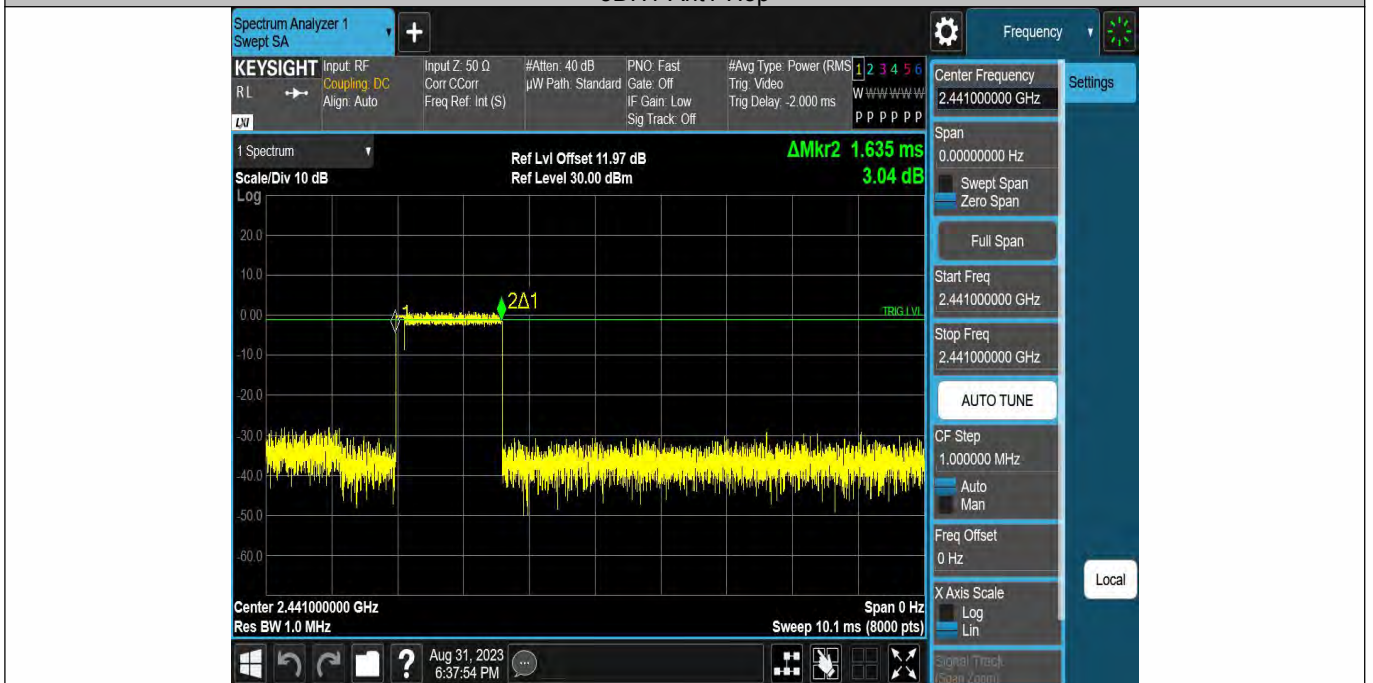 Spectrum Analyzer 1
Swept SA
+
Frequency
KEYSIGHT
RL
LXI
Input: RF
Coupling: DC
Align: Auto
Input Z: 50 Ω
Corr CCorr
Freq Ref: Int (S)
#Atten: 40 dB
µW Path: Standard
PNO: Fast
Gate: Off
IF Gain: Low
Sig Track: Off
#Avg Type: Power (RMS
Trig: Video
Trig Delay: -2.000 ms
1 2 3 4 5 6
W W W W W W
P P P P P P
1 Spectrum
Scale/Div 10 dB
Log
Ref Lvl Offset 11.97 dB
Ref Level 30.00 dBm
ΔMkr2 1.635 ms
3.04 dB
20.0
10.0
0.00
-10.0
-20.0
-30.0
-40.0
-50.0
-60.0
1
2Δ1
TRIG LVL
Center 2.441000000 GHz
Res BW 1.0 MHz
Span 0 Hz
Sweep 10.1 ms (8000 pts)
Center Frequency
2.441000000 GHz
Settings
Span
0.00000000 Hz
Swept Span
Zero Span
Full Span
Start Freq
2.441000000 GHz
Stop Freq
2.441000000 GHz
AUTO TUNE
CF Step
1.000000 MHz
Auto
Man
Freq Offset
0 Hz
X Axis Scale
Log
Lin
Signal Track
(Span Zoom)
Local
?
Aug 31, 2023
6:37:54 PM